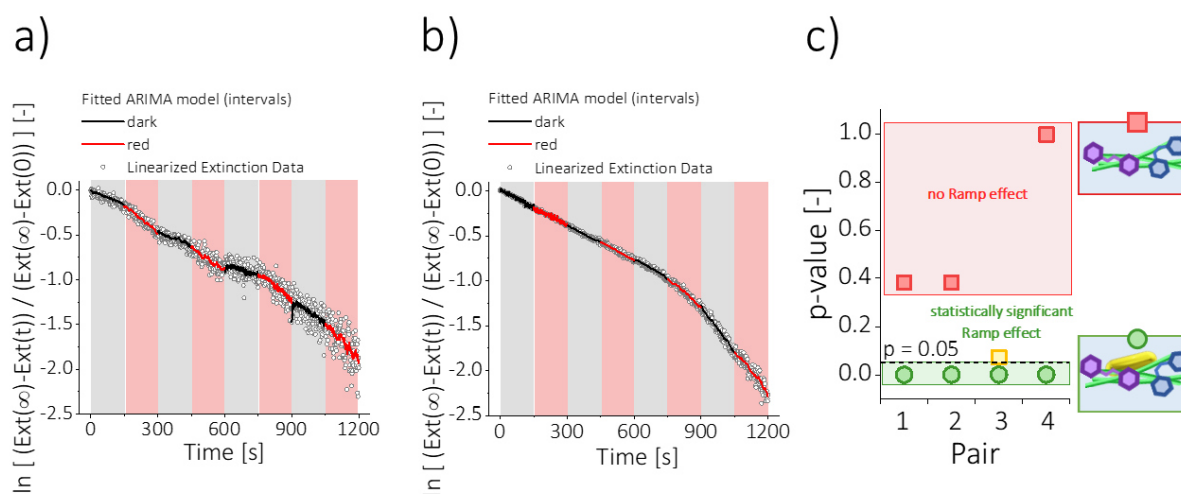 a)
Fitted ARIMA model (intervals)
dark
red
Linearized Extinction Data
ln [ (Ext(∞)-Ext(t)) / (Ext(∞)-Ext(0)) ] [-]
0.0
-0.5
-1.0
-1.5
-2.0
-2.5
0 300 600 900 1200
Time [s]
b)
Fitted ARIMA model (intervals)
dark
red
Linearized Extinction Data
n [ (Ext(∞)-Ext(t)) / (Ext(∞)-Ext(0)) ] [-]
0.0
-0.5
-1.0
-1.5
-2.0
-2.5
0 300 600 900 1200
Time [s]
c)
p-value [-]
1.0
0.8
0.6
0.4
0.2
0.0
no Ramp effect
statistically significant
Ramp effect
p = 0.05
1 2 3 4
Pair